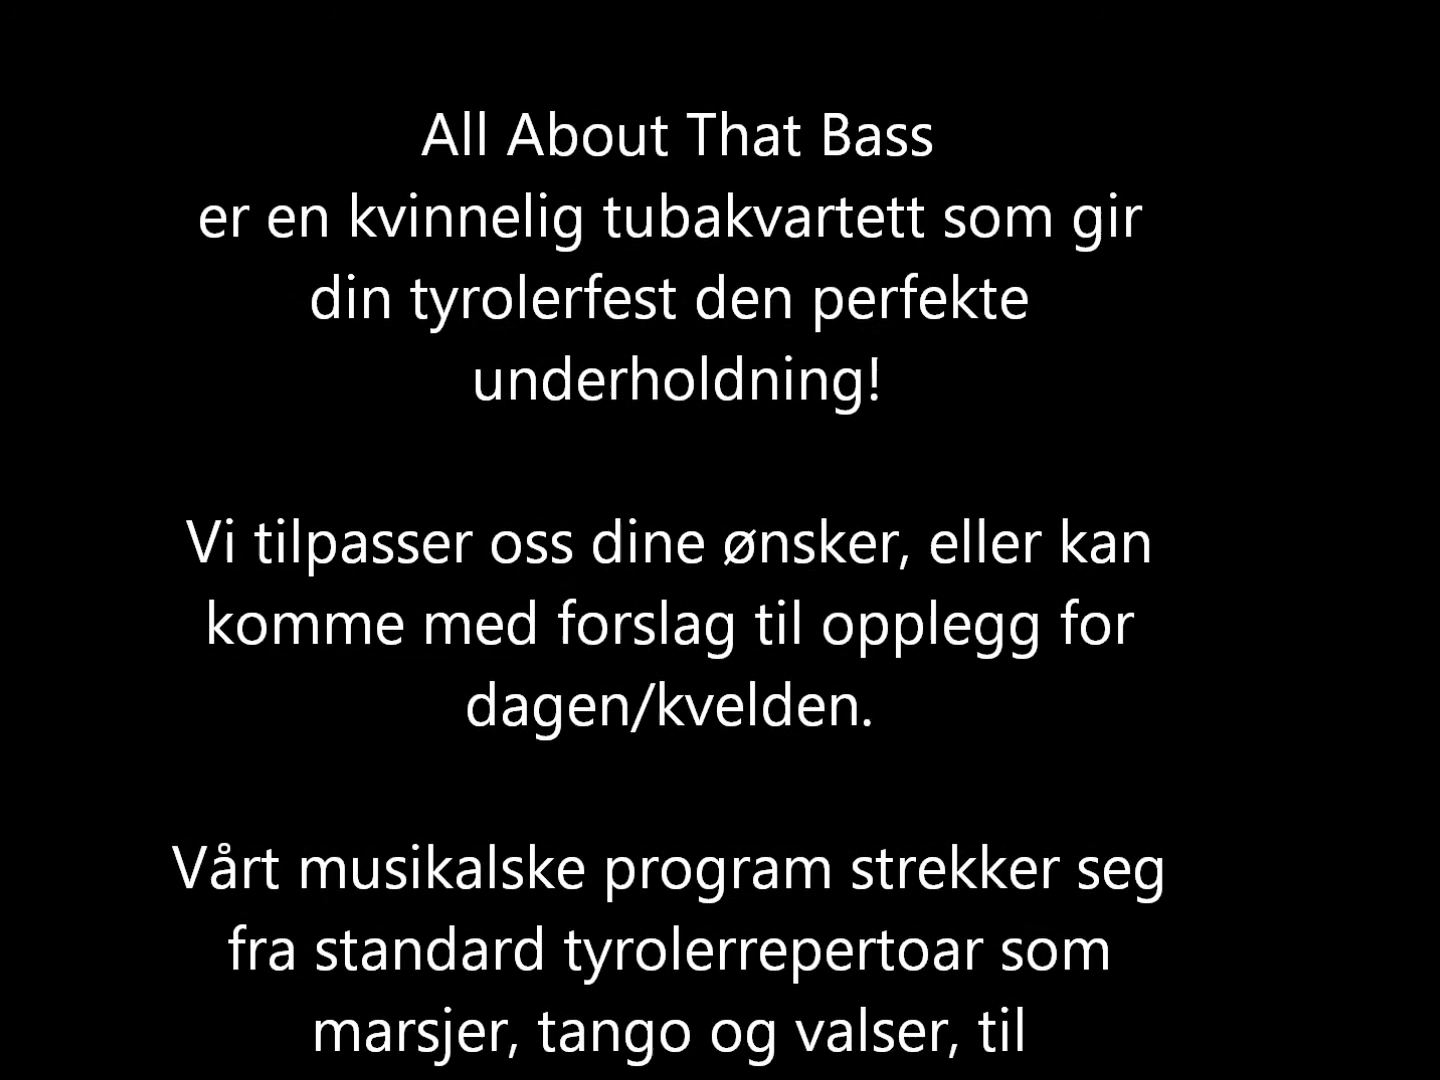 All About That Bass
er en kvinnelig tubakvartett som gir
din tyrolerfest den perfekte
underholdning!
Vi tilpasser oss dine ønsker, eller kan
komme med forslag til opplegg for
dagen/kvelden.
Vårt musikalske program strekker seg
fra standard tyrolerrepertoar som
marsjer, tango og valser, til